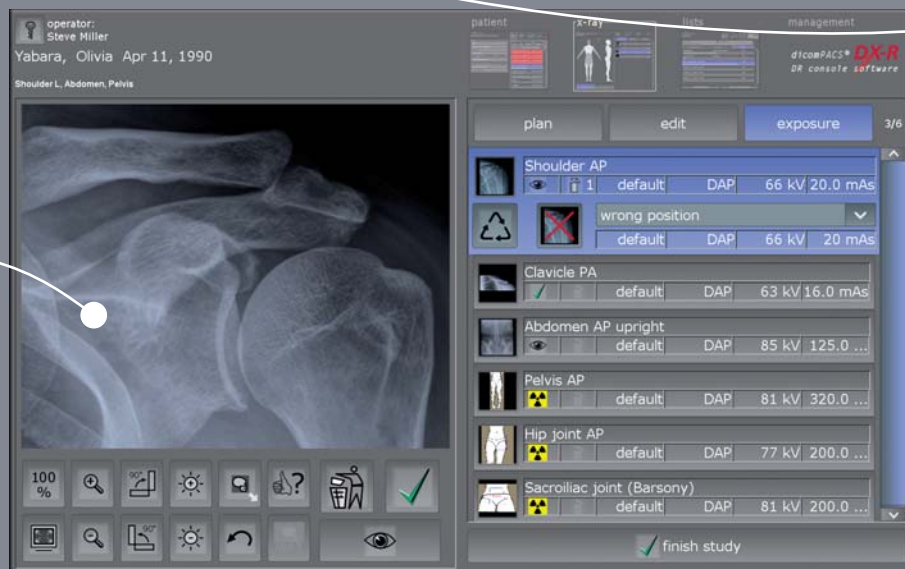 operator:
Steve Miller
Yabara, Olivia Apr 11, 1990
Shoulder L, Abdomen, Pelvis
patient
x-ray
lists
management
dicomPACS® DX-R
DR console software
plan
edit
exposure
3/6
Shoulder AP
1 default DAP 66 kV 20.0 mAs
wrong position
default DAP 66 kV 20 mAs
Clavicle PA
default DAP 63 kV 16.0 mAs
Abdomen AP upright
default DAP 85 kV 125.0 ...
Pelvis AP
default DAP 81 kV 320.0 ...
Hip joint AP
default DAP 77 kV 200.0 ...
Sacroiliac joint (Barsony)
default DAP 81 kV 200.0 ...
100
%
90°
?
90°
finish study